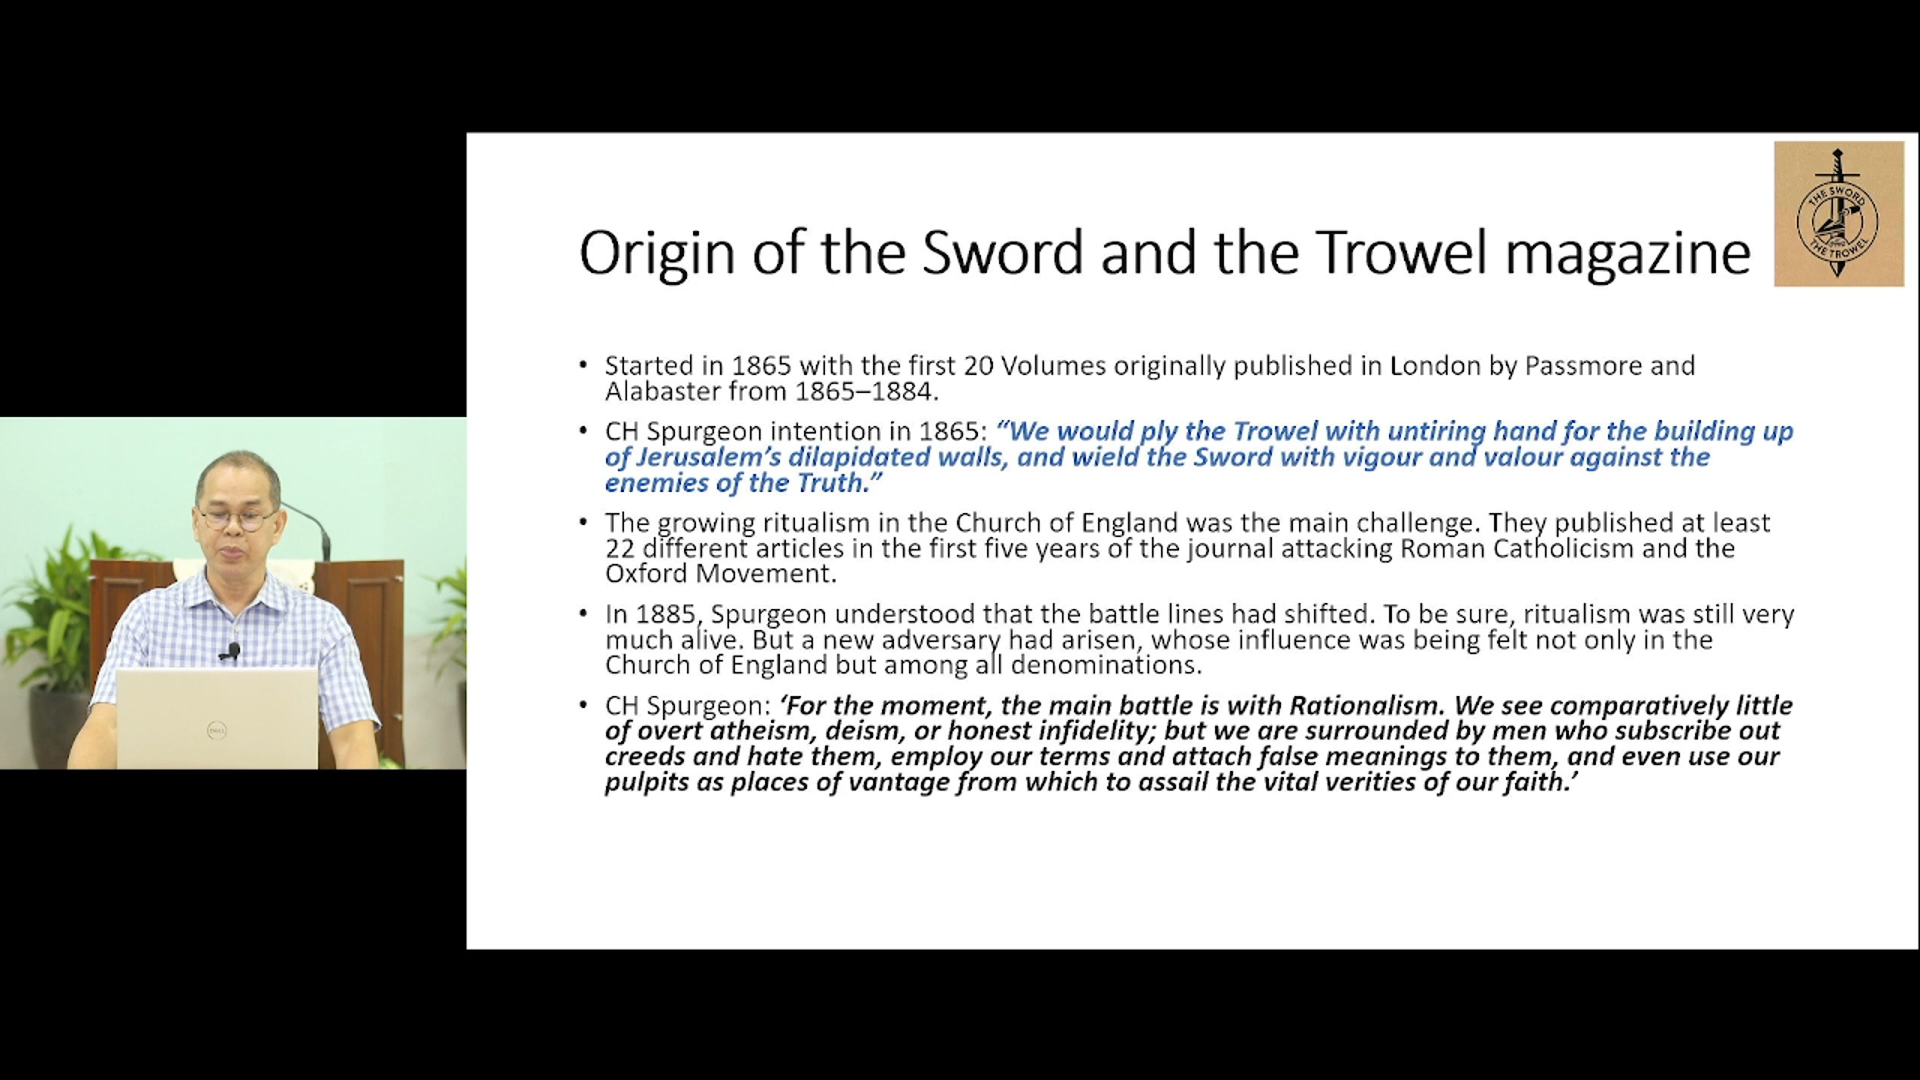 THE SWORD
AND
THE TROWEL
Origin of the Sword and the Trowel magazine
• Started in 1865 with the first 20 Volumes originally published in London by Passmore and
Alabaster from 1865–1884.
• CH Spurgeon intention in 1865: “We would ply the Trowel with untiring hand for the building up
of Jerusalem’s dilapidated walls, and wield the Sword with vigour and valour against the
enemies of the Truth.”
• The growing ritualism in the Church of England was the main challenge. They published at least
22 different articles in the first five years of the journal attacking Roman Catholicism and the
Oxford Movement.
• In 1885, Spurgeon understood that the battle lines had shifted. To be sure, ritualism was still very
much alive. But a new adversary had arisen, whose influence was being felt not only in the
Church of England but among all denominations.
• CH Spurgeon: ‘For the moment, the main battle is with Rationalism. We see comparatively little
of overt atheism, deism, or honest infidelity; but we are surrounded by men who subscribe out
creeds and hate them, employ our terms and attach false meanings to them, and even use our
pulpits as places of vantage from which to assail the vital verities of our faith.’
DELL